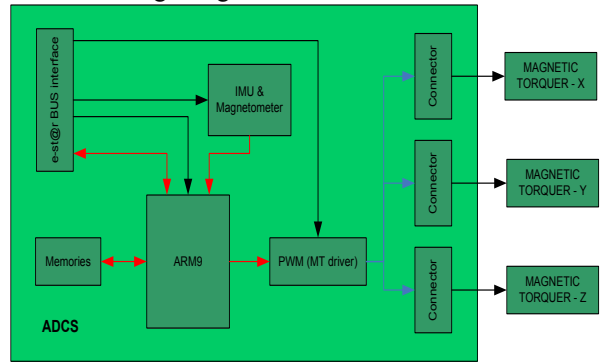 e-st@r BUS interface
IMU &
Magnetometer
Connector
MAGNETIC
TORQUER - X
Connector
MAGNETIC
TORQUER - Y
Memories
ARM9
PWM (MT driver)
Connector
MAGNETIC
TORQUER - Z
ADCS